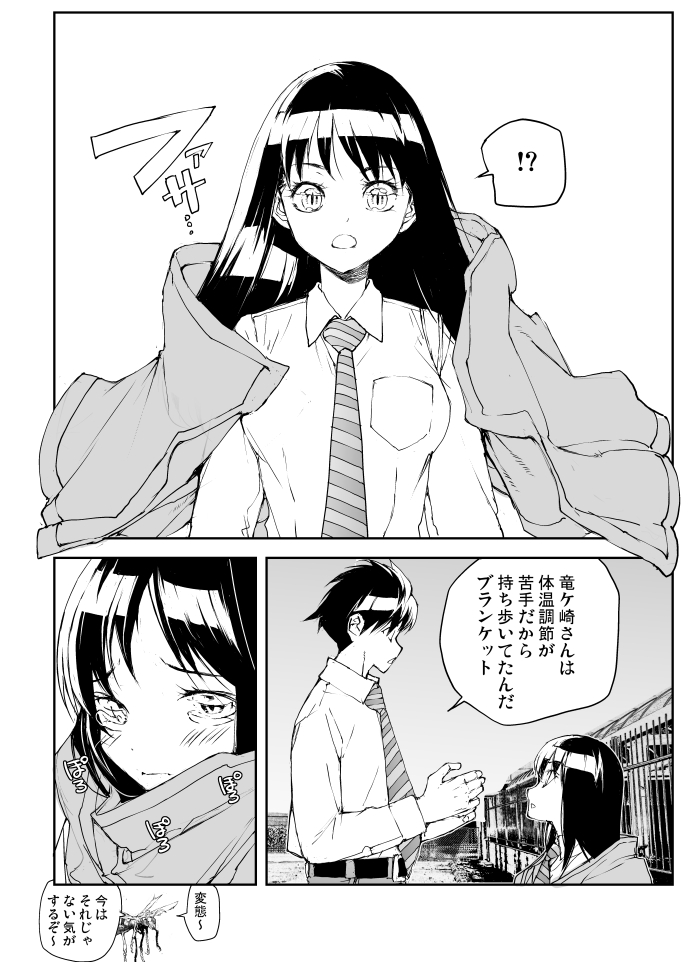 !?
ファサ…
竜ケ崎さんは
体温調節が
苦手だから
持ち歩いてたんだ
ブランケット
ぽろ
ぽろ
ぽろ
変態〜
今は
それじゃ
ない気が
するぞ〜